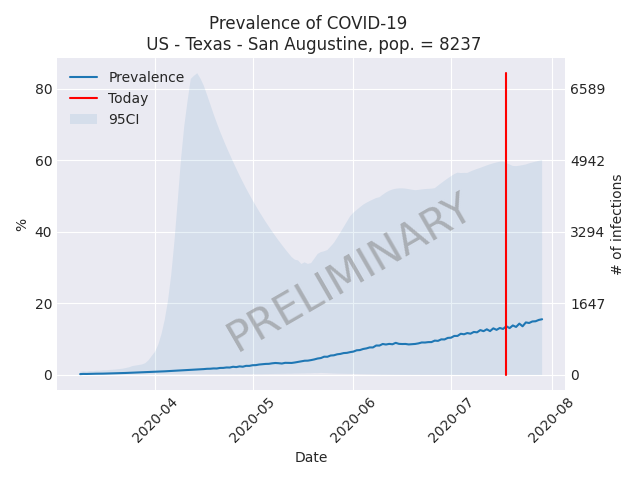 Prevalence of COVID-19
US - Texas - San Augustine, pop. = 8237
Prevalence
Today
95CI
80
60
40
20
0
%
6589
4942
3294
1647
0
# of infections
PRELIMINARY
2020-04
2020-05
2020-06
2020-07
2020-08
Date